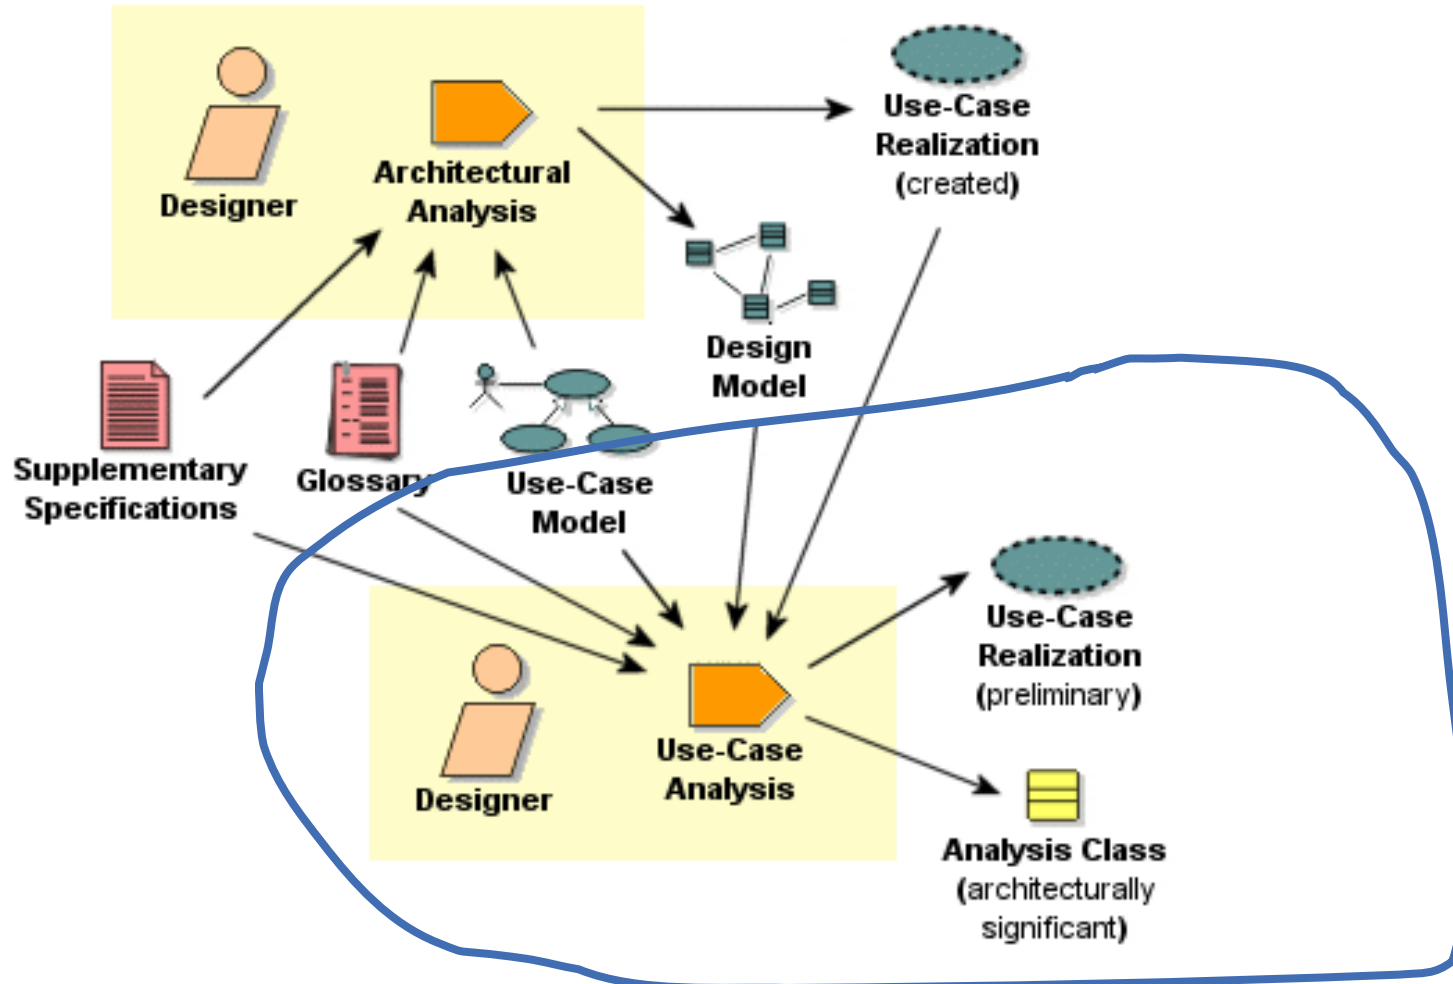 Designer
Architectural
Analysis
Use-Case
Realization
(created)
Design
Model
Supplementary
Specifications
Glossary
Use-Case
Model
Designer
Use-Case
Analysis
Use-Case
Realization
(preliminary)
Analysis Class
(architecturally
significant)